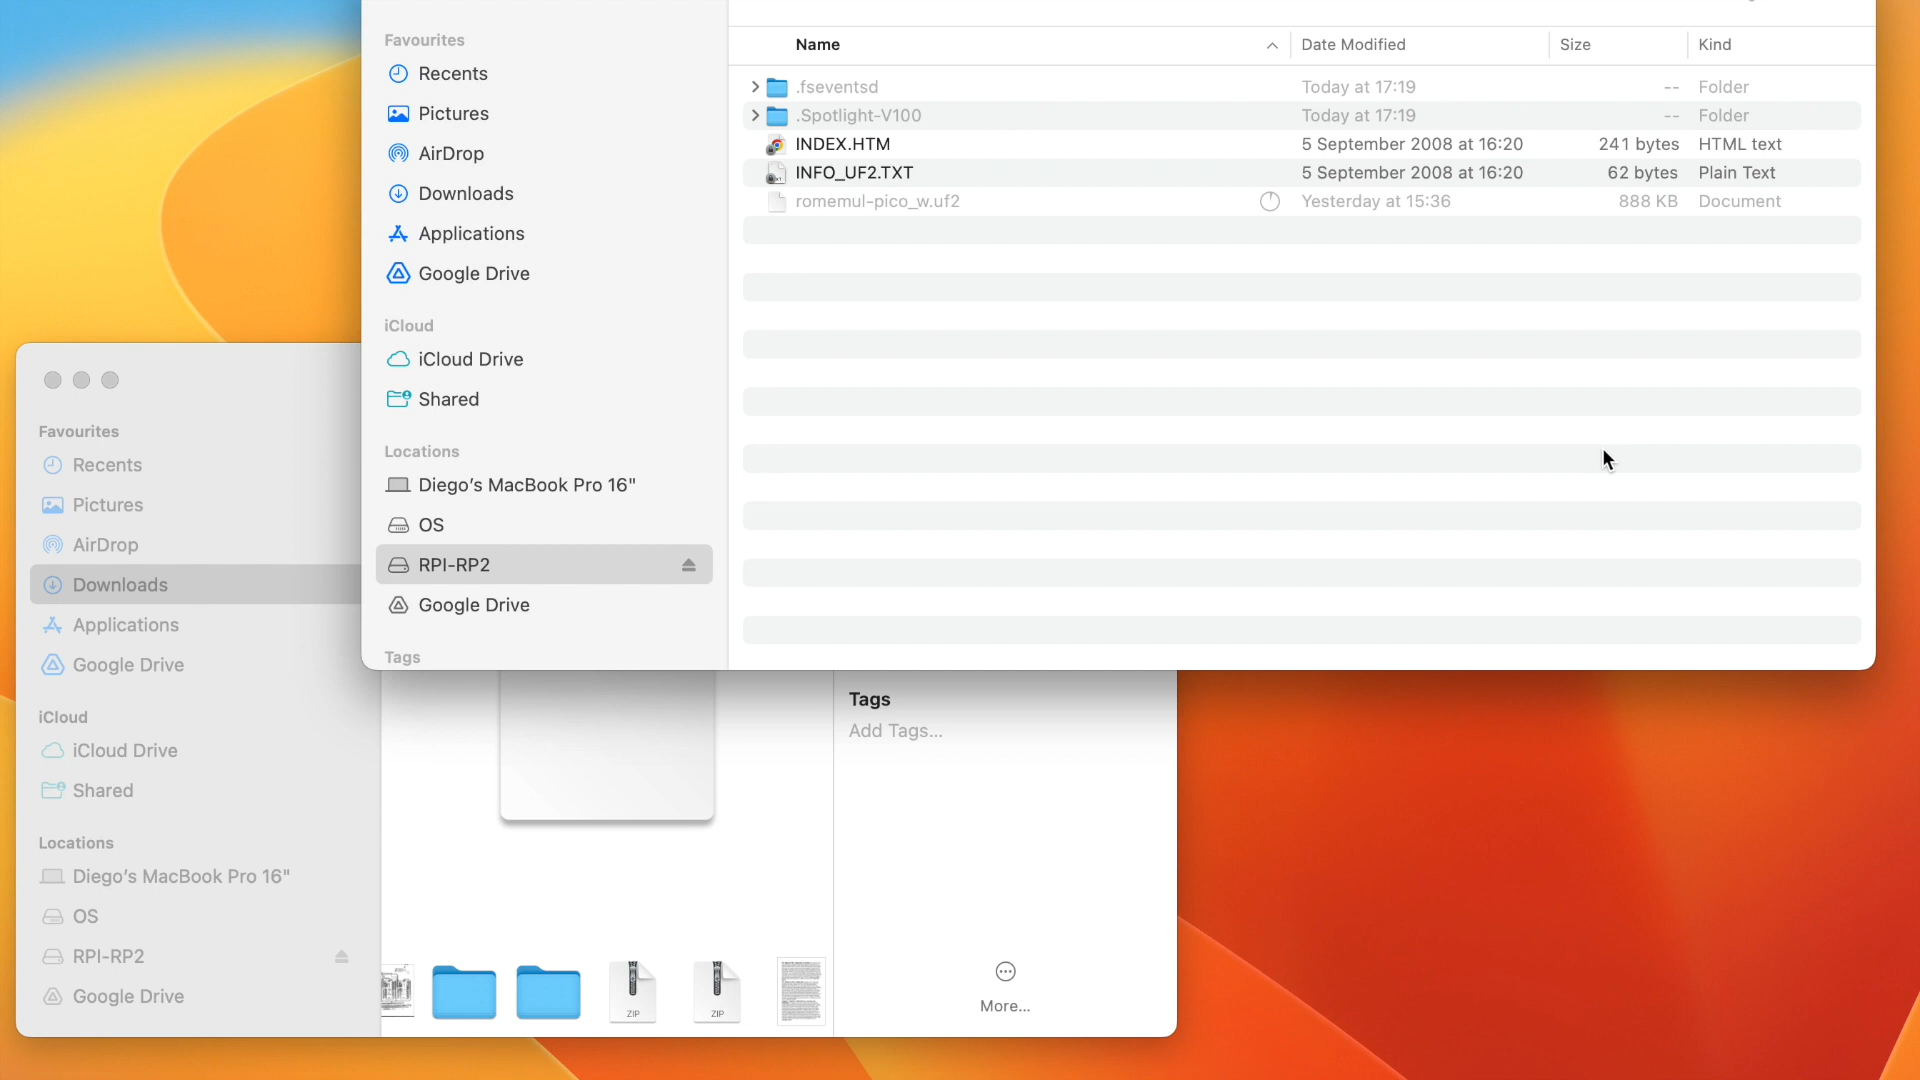 Favourites
Recents
Pictures
AirDrop
Downloads
Applications
Google Drive
iCloud
iCloud Drive
Shared
Locations
Diego's MacBook Pro 16"
OS
RPI-RP2
Google Drive
Tags
Name Date Modified Size Kind
.fseventsd Today at 17:19 -- Folder
.Spotlight-V100 Today at 17:19 -- Folder
INDEX.HTM 5 September 2008 at 16:20 241 bytes HTML text
INFO_UF2.TXT 5 September 2008 at 16:20 62 bytes Plain Text
romemul-pico_w.uf2 Yesterday at 15:36 888 KB Document
Favourites
Recents
Pictures
AirDrop
Downloads
Applications
Google Drive
iCloud
iCloud Drive
Shared
Locations
Diego's MacBook Pro 16"
OS
RPI-RP2
Google Drive
Tags
Add Tags...
ZIP
ZIP
More...